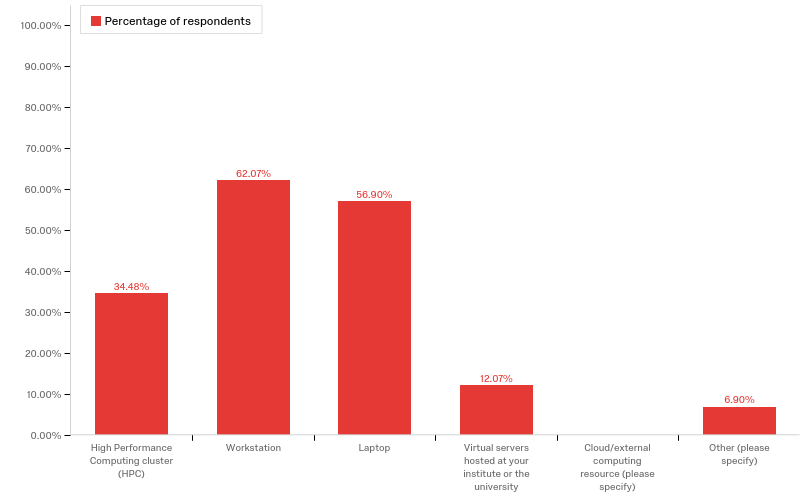 Percentage of respondents
100.00%
90.00%
80.00%
70.00%
60.00%
50.00%
40.00%
30.00%
20.00%
10.00%
0.00%
34.48%
62.07%
56.90%
12.07%
6.90%
High Performance
Computing cluster
(HPC)
Workstation
Laptop
Virtual servers
hosted at your
institute or the
university
Cloud/external
computing
resource (please
specify)
Other (please
specify)